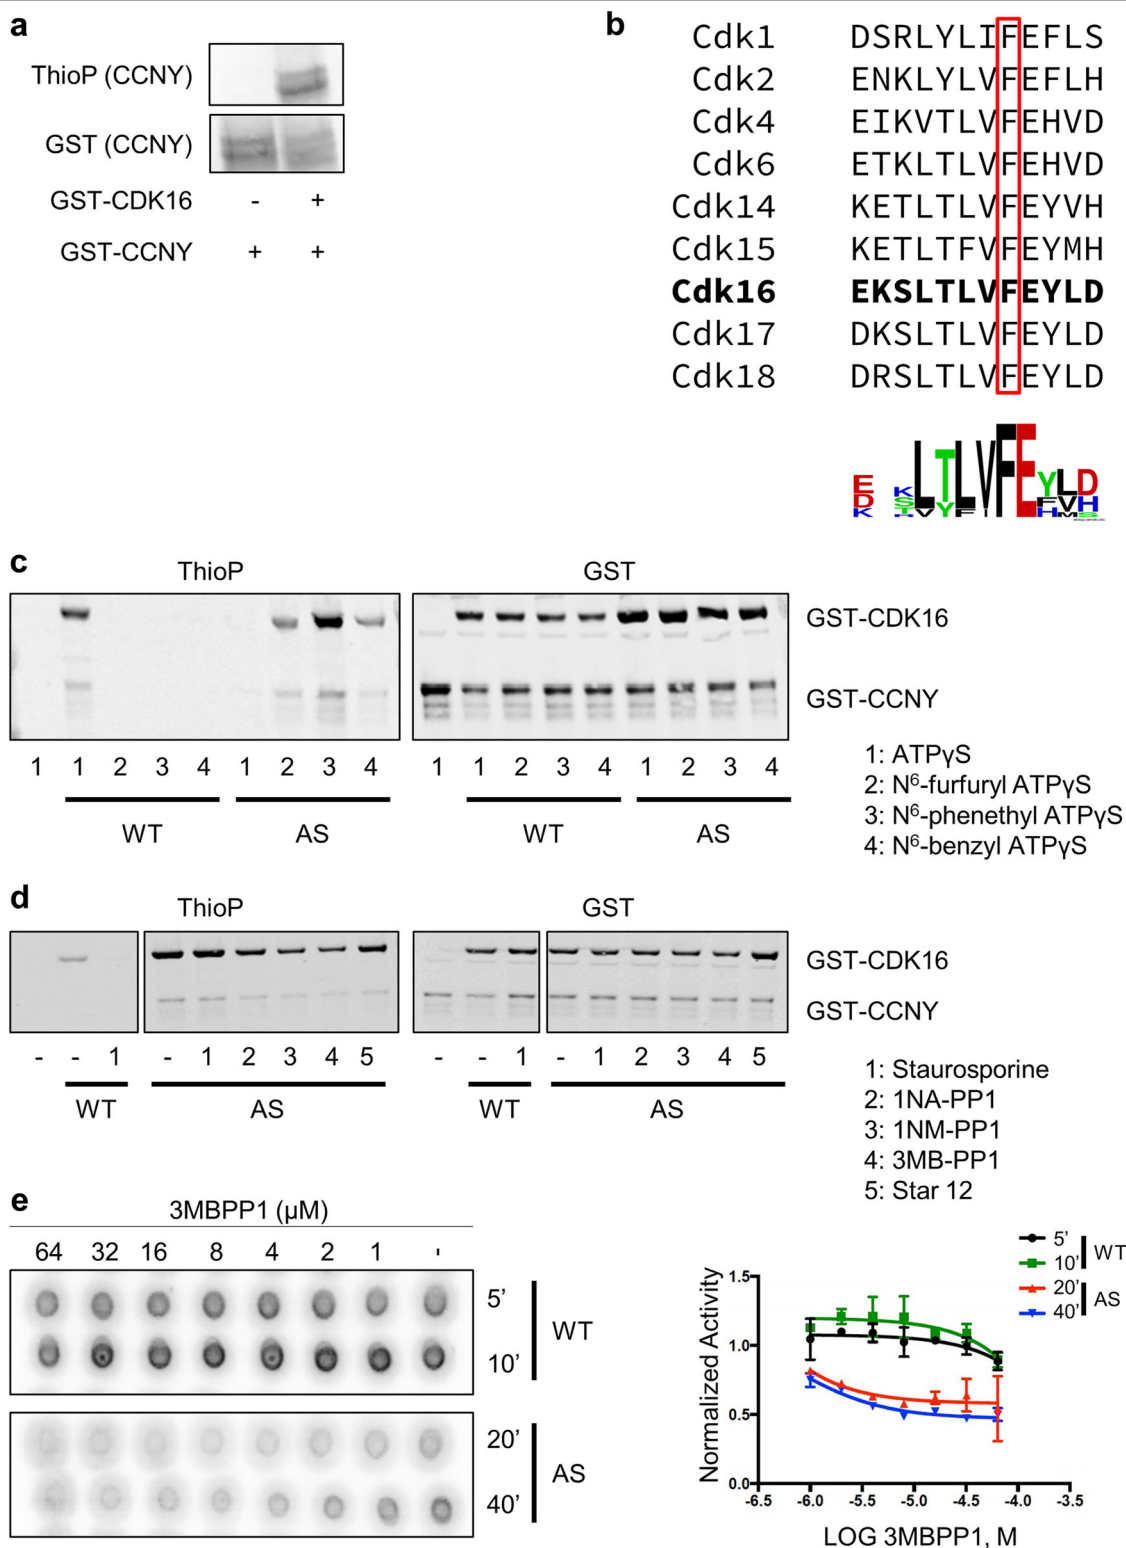 a
ThioP (CCNY)
GST (CCNY)
GST-CDK16 - +
GST-CCNY + +
b
Cdk1 DSRLYLIFEFLS
Cdk2 ENKLYLVFEFLH
Cdk4 EIKVTLVFEHVD
Cdk6 ETKLTLVFEHVD
Cdk14 KETLTLVFEYVH
Cdk15 KETLTFVFEYMH
Cdk16 EKSLTLVFEYLD
Cdk17 DKSLTLVFEYLD
Cdk18 DRSLTLVFEYLD
c
ThioP GST
GST-CDK16
GST-CCNY
1 1 2 3 4 1 2 3 4 1 1 2 3 4 1 2 3 4
WT AS WT AS
1: ATPγS
2: N⁶-furfuryl ATPγS
3: N⁶-phenethyl ATPγS
4: N⁶-benzyl ATPγS
d
ThioP GST
GST-CDK16
GST-CCNY
- - 1 - 1 2 3 4 5 - - 1 - 1 2 3 4 5
WT AS WT AS
1: Staurosporine
2: 1NA-PP1
3: 1NM-PP1
4: 3MB-PP1
5: Star 12
e
3MBPP1 (μM)
64 32 16 8 4 2 1 -
5'
10'
WT
20'
40'
AS
5'
10'
WT
20'
40'
AS
Normalized Activity
1.5
1.0
0.5
0.0
-6.5 -6.0 -5.5 -5.0 -4.5 -4.0 -3.5
LOG 3MBPP1, M